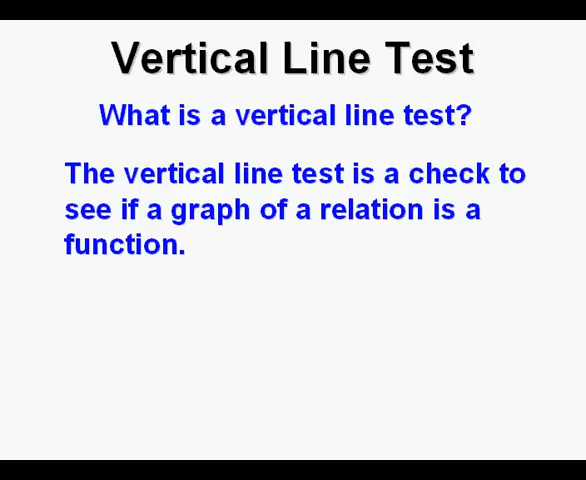 Vertical Line Test
What is a vertical line test?
The vertical line test is a check to
see if a graph of a relation is a
function.